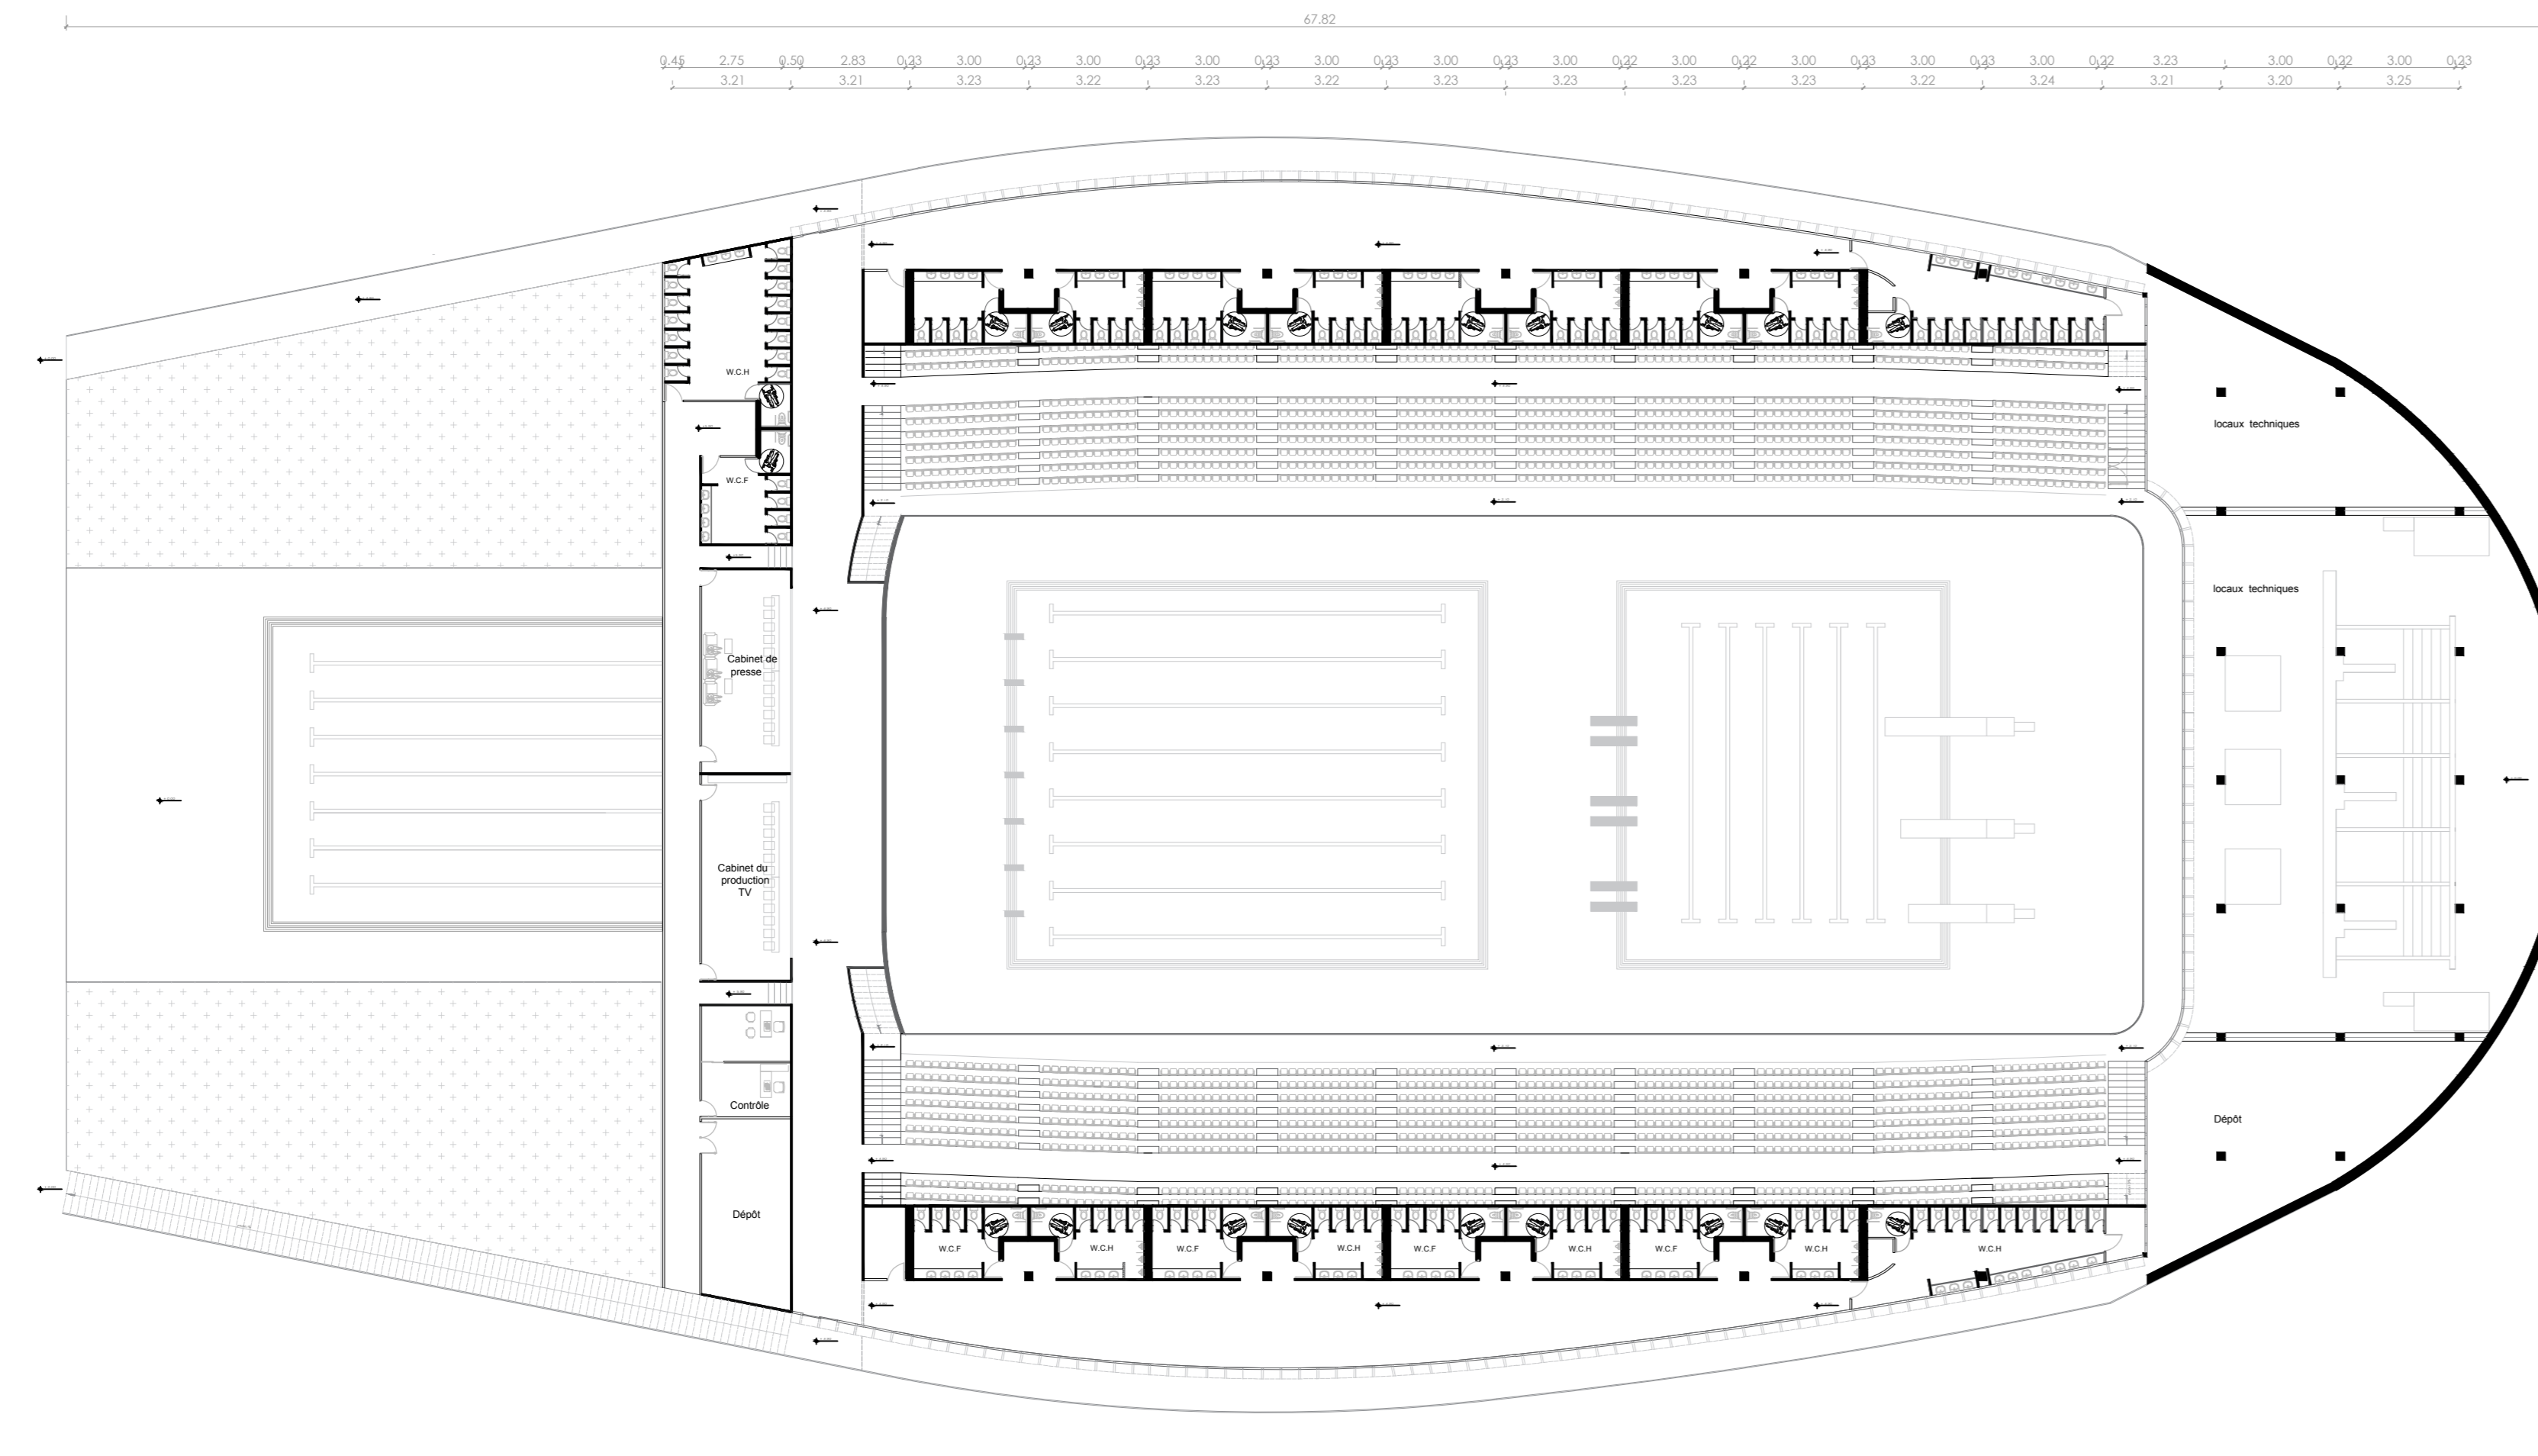 67.82
0.45 2.75 0.50 2.83 0.23 3.00 0.23 3.00 0.23 3.00 0.23 3.00 0.23 3.00 0.23 3.00 0.22 3.00 0.22 3.00 0.23 3.00 0.23 3.00 0.22 3.23 3.00 0.22 3.00 0.23
3.21 3.21 3.23 3.22 3.23 3.22 3.23 3.23 3.23 3.23 3.22 3.24 3.21 3.20 3.25
W.C.H
locaux techniques
W.C.F
locaux techniques
Cabinet de
presse
Cabinet du
production
TV
Contrôle
Dépôt
Dépôt
W.C.F W.C.H W.C.F W.C.H W.C.F W.C.H W.C.F W.C.H W.C.H